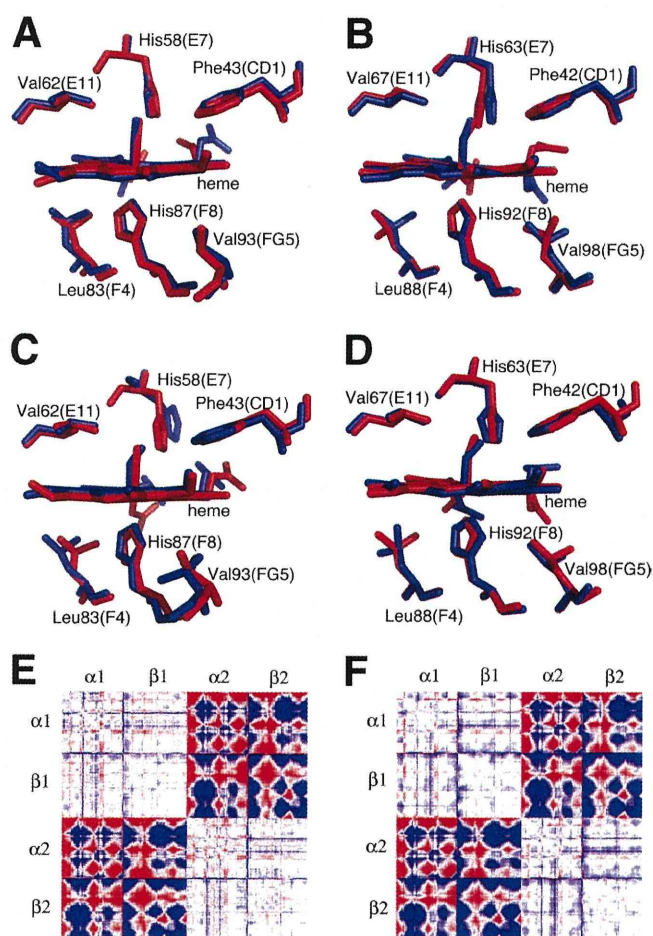 A
His58(E7)
Val62(E11)
Phe43(CD1)
heme
His87(F8)
Val93(FG5)
Leu83(F4)
B
His63(E7)
Val67(E11)
Phe42(CD1)
heme
His92(F8)
Val98(FG5)
Leu88(F4)
C
His58(E7)
Val62(E11)
Phe43(CD1)
heme
His87(F8)
Val93(FG5)
Leu83(F4)
D
His63(E7)
Val67(E11)
Phe42(CD1)
heme
His92(F8)
Val98(FG5)
Leu88(F4)
E
α1 β1 α2 β2
α1
β1
α2
β2
F
α1 β1 α2 β2
α1
β1
α2
β2